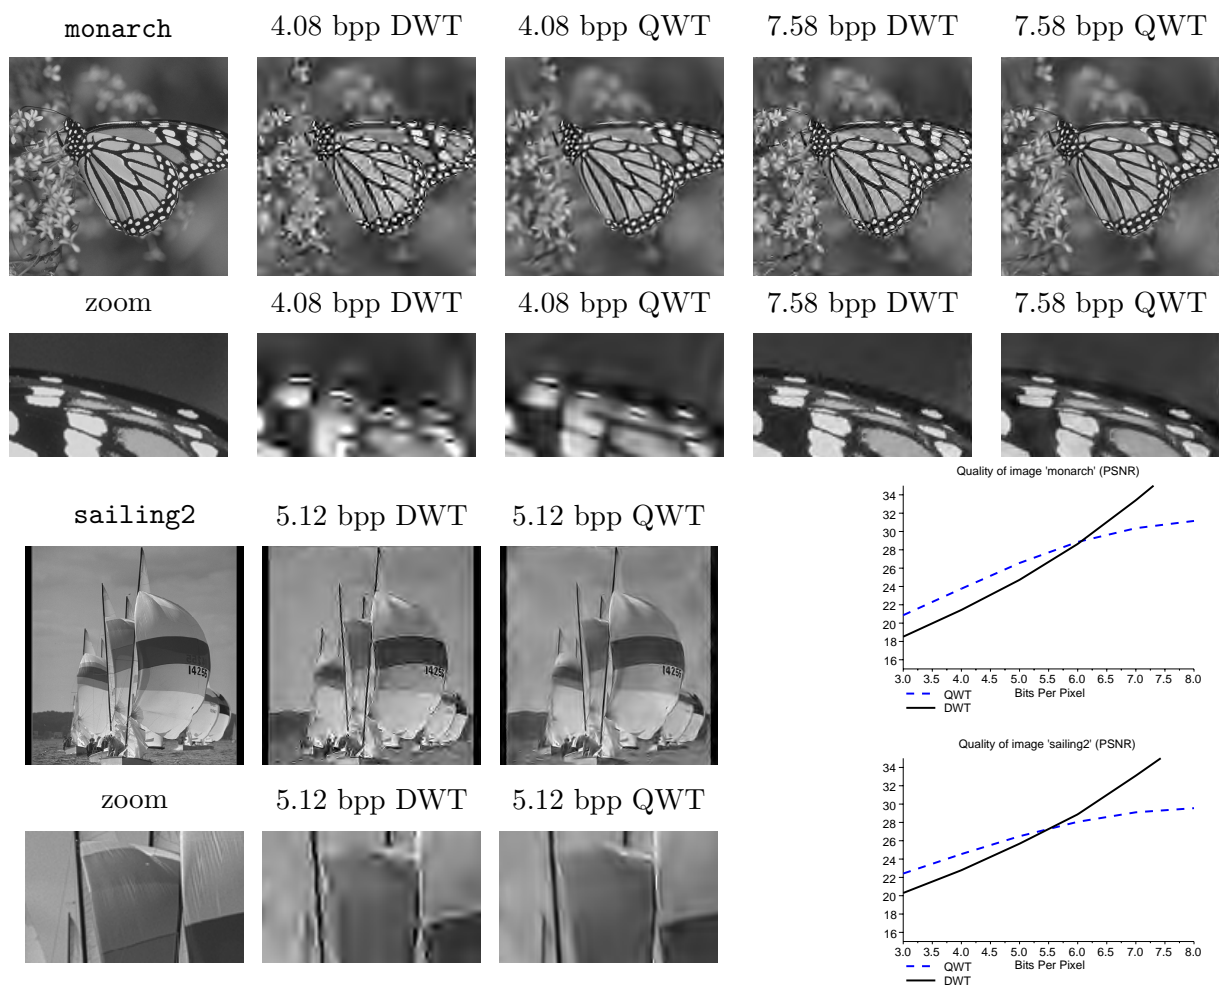 monarch 4.08 bpp DWT 4.08 bpp QWT 7.58 bpp DWT 7.58 bpp QWT
zoom 4.08 bpp DWT 4.08 bpp QWT 7.58 bpp DWT 7.58 bpp QWT
Quality of image 'monarch' (PSNR)
34
32
30
28
26
24
22
20
18
16
3.0 3.5 4.0 4.5 5.0 5.5 6.0 6.5 7.0 7.5 8.0
Bits Per Pixel
QWT
DWT
sailing2 5.12 bpp DWT 5.12 bpp QWT
14255
1425
1425
zoom 5.12 bpp DWT 5.12 bpp QWT
Quality of image 'sailing2' (PSNR)
34
32
30
28
26
24
22
20
18
16
3.0 3.5 4.0 4.5 5.0 5.5 6.0 6.5 7.0 7.5 8.0
Bits Per Pixel
QWT
DWT